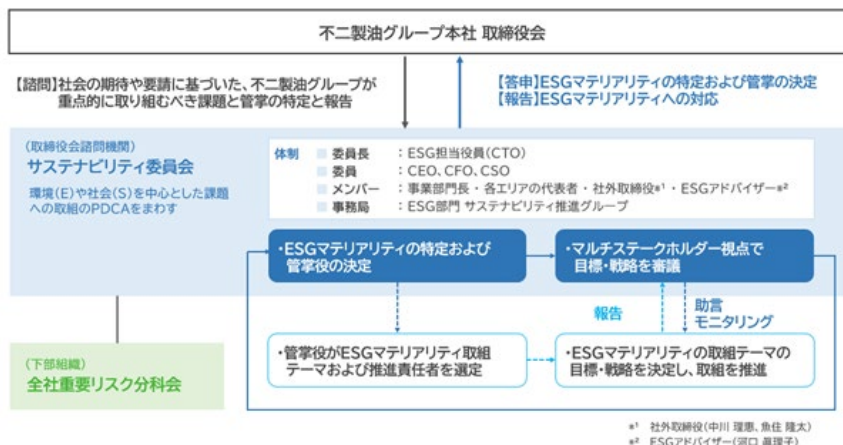 不二製油グループ本社 取締役会
【諮問】社会の期待や要請に基づいた、不二製油グループが
重点的に取り組むべき課題と管掌の特定と報告
【答申】ESGマテリアリティの特定および管掌の決定
【報告】ESGマテリアリティへの対応
(取締役会諮問機関)
サステナビリティ委員会
環境(E)や社会(S)を中心とした課題
への取組のPDCAをまわす
体制
委員長 :ESG担当役員(CTO)
委員 :CEO、CFO、CSO
メンバー :事業部門長・各エリアの代表者・社外取締役※1・ESGアドバイザー※2
事務局 :ESG部門 サステナビリティ推進グループ
・ESGマテリアリティの特定および
管掌役の決定
・マルチステークホルダー視点で
目標・戦略を審議
報告
助言
モニタリング
(下部組織)
全社重要リスク分科会
・管掌役がESGマテリアリティ取組
テーマおよび推進責任者を選定
・ESGマテリアリティの取組テーマの
目標・戦略を決定し、取組を推進
※1 社外取締役(中川 理惠、魚住 隆太)
※2 ESGアドバイザー(河口 眞理子)